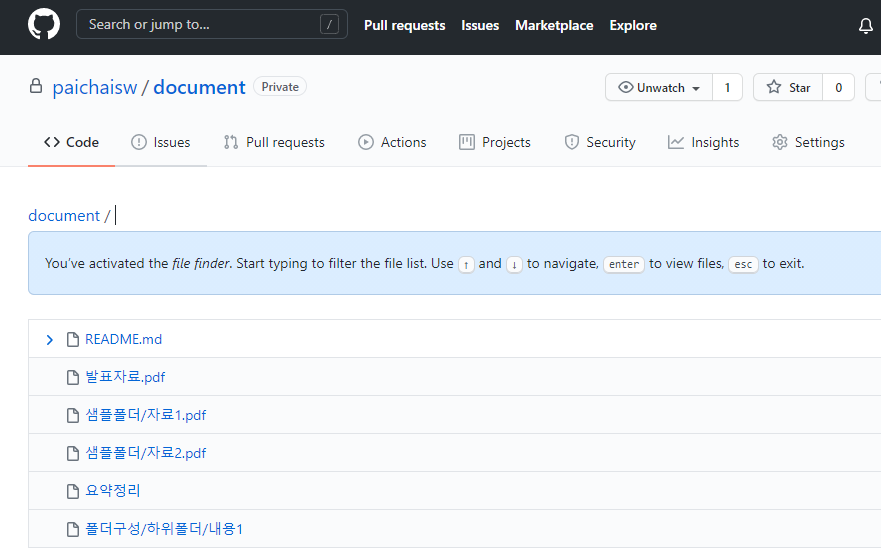 Search or jump to... /
Pull requests Issues Marketplace Explore
paichaisw / document Private
Unwatch 1 Star 0
Code Issues Pull requests Actions Projects Security Insights Settings
document /
You've activated the file finder. Start typing to filter the file list. Use ↑ and ↓ to navigate, enter to view files, esc to exit.
README.md
발표자료.pdf
샘플폴더/자료1.pdf
샘플폴더/자료2.pdf
요약정리
폴더구성/하위폴더/내용1